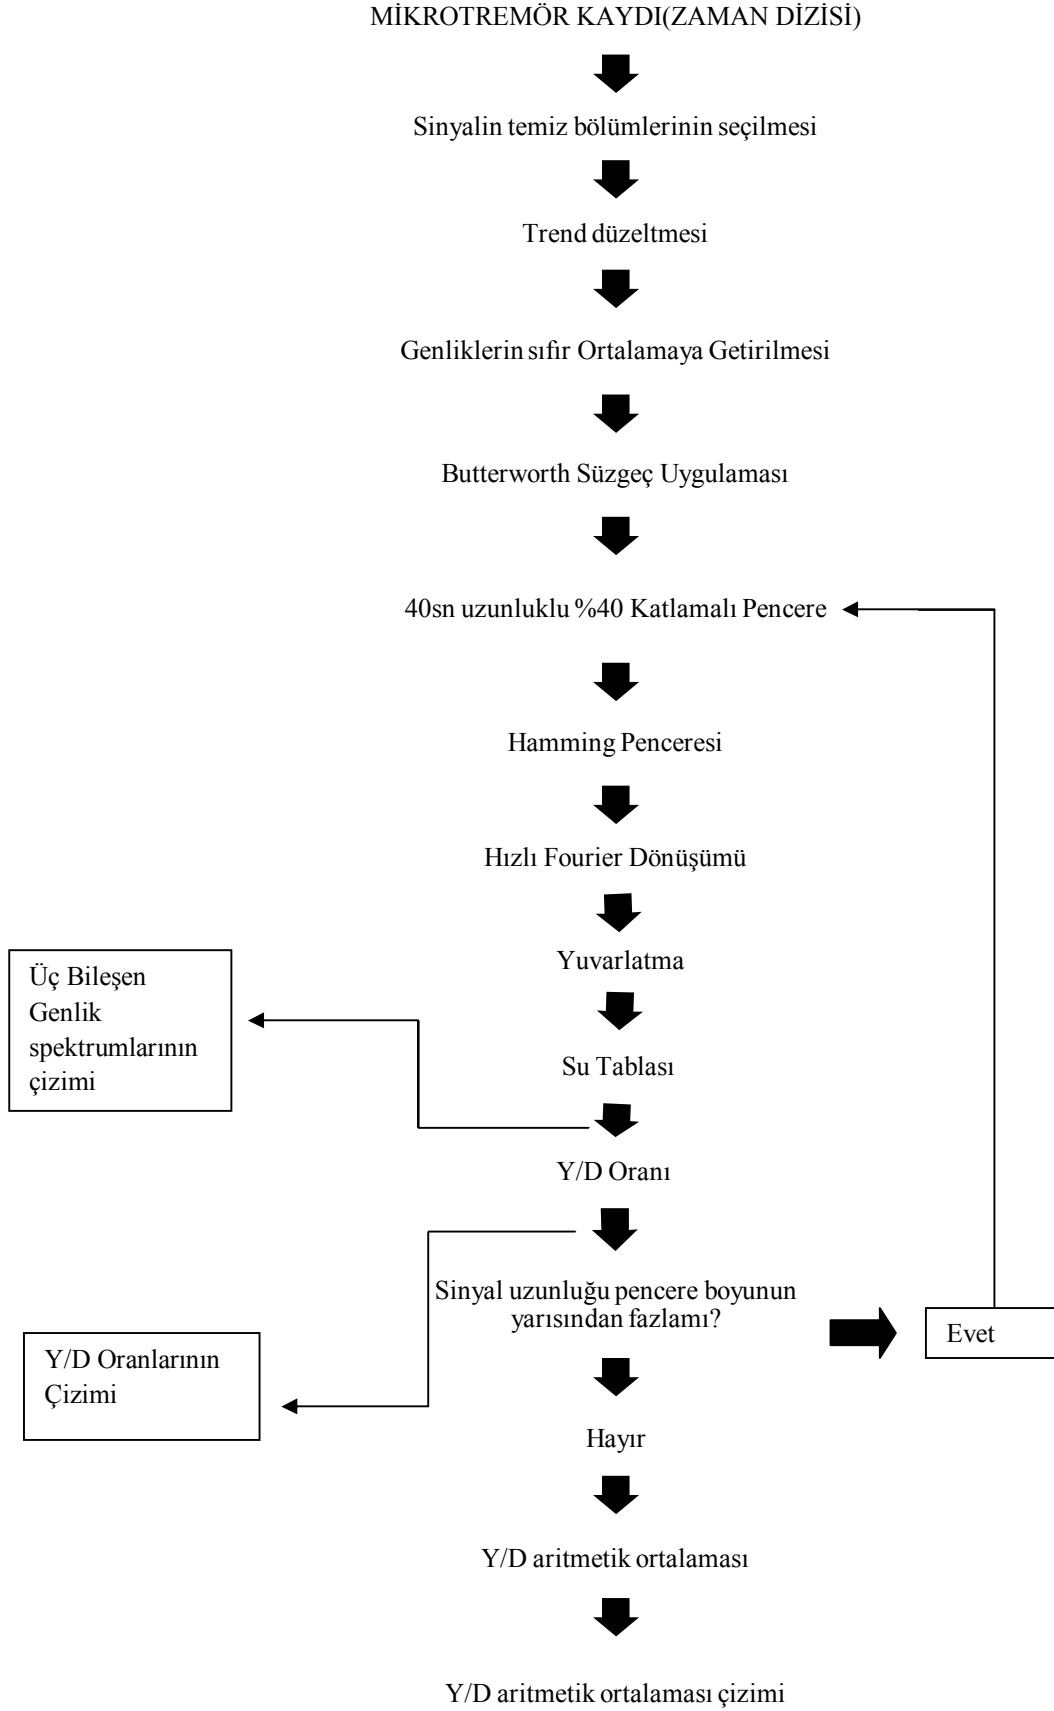 MİKROTREMÖR KAYDI(ZAMAN DİZİSİ)
Sinyalin temiz bölümlerinin seçilmesi
Trend düzeltmesi
Genliklerin sıfır Ortalamaya Getirilmesi
Butterworth Süzgeç Uygulaması
40sn uzunluklu %40 Katlamalı Pencere
Hamming Penceresi
Hızlı Fourier Dönüşümü
Yuvarlatma
Üç Bileşen
Genlik
spektrumlarının
çizimi
Su Tablası
Y/D Oranı
Sinyal uzunluğu pencere boyunun
yarısından fazlamı?
Evet
Y/D Oranlarının
Çizimi
Hayır
Y/D aritmetik ortalaması
Y/D aritmetik ortalaması çizimi